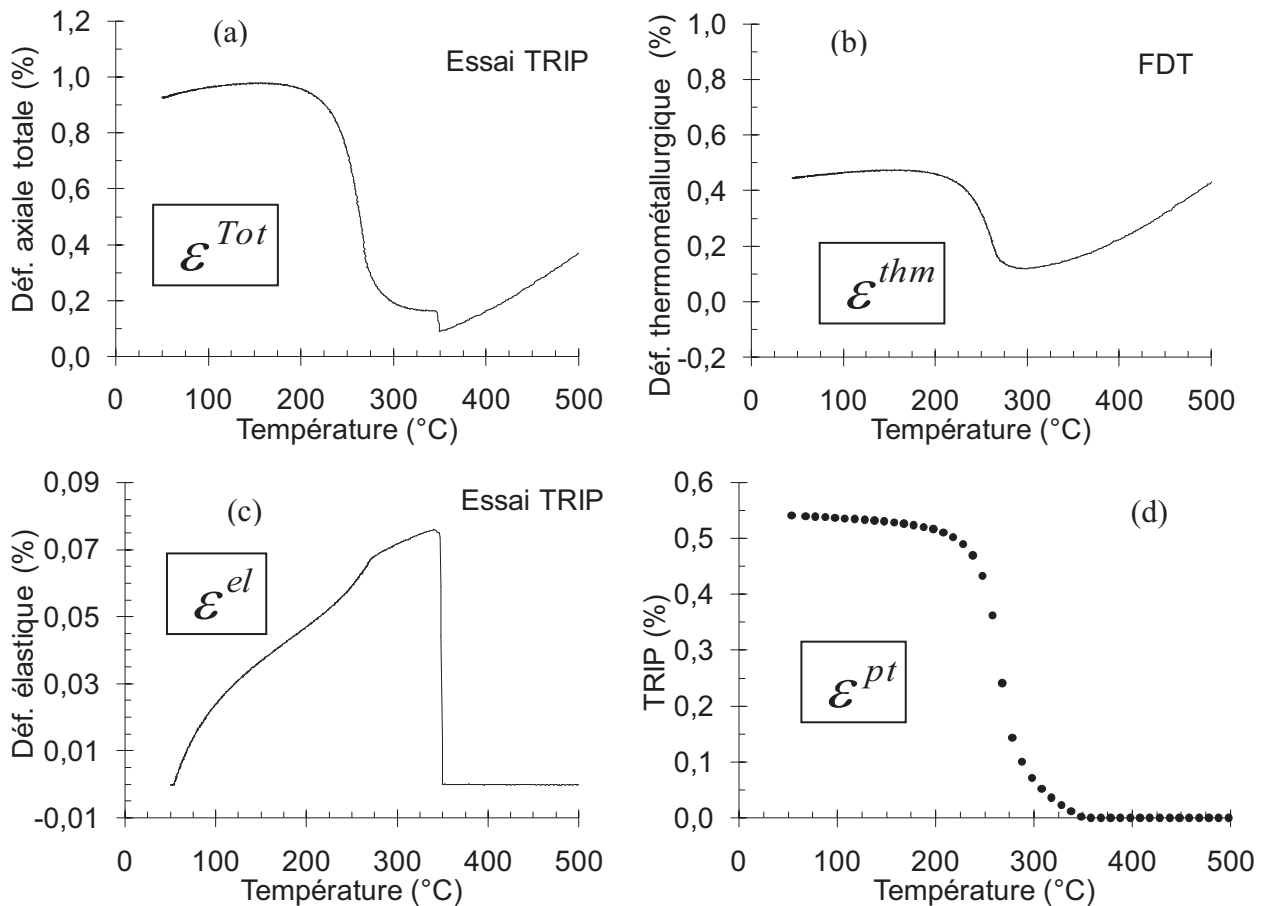 (a)
Essai TRIP
Déf. axiale totale (%)
1,2
1,0
0,8
0,6
0,4
0,2
0,0
ε^Tot
0 100 200 300 400 500
Température (°C)
(b)
FDT
Déf. thermométallurgique (%)
1,0
0,8
0,6
0,4
0,2
0,0
-0,2
ε^thm
0 100 200 300 400 500
Température (°C)
(c)
Essai TRIP
Déf. élastique (%)
0,09
0,07
0,05
0,03
0,01
-0,01
ε^el
0 100 200 300 400 500
Température (°C)
(d)
TRIP (%)
0,6
0,5
0,4
0,3
0,2
0,1
0,0
ε^pt
0 100 200 300 400 500
Température (°C)